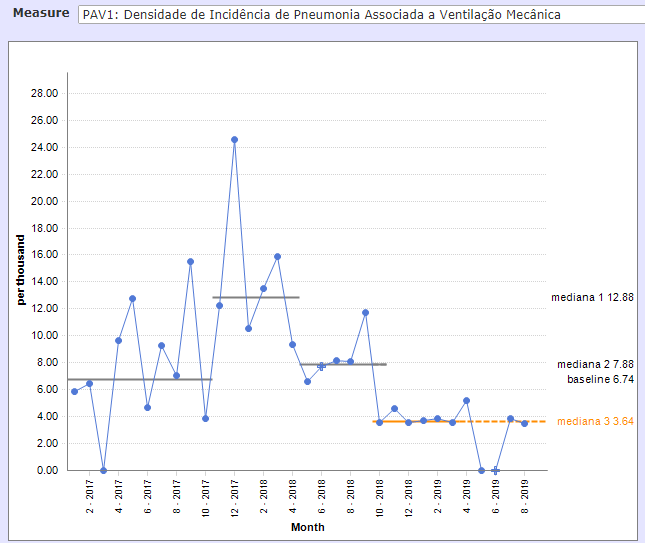 Measure PAV1: Densidade de Incidência de Pneumonia Associada a Ventilação Mecânica
per thousand
28.00
26.00
24.00
22.00
20.00
18.00
16.00
14.00
12.00
10.00
8.00
6.00
4.00
2.00
0.00
mediana 1 12.88
mediana 2 7.88
baseline 6.74
mediana 3 3.64
2 - 2017
4 - 2017
6 - 2017
8 - 2017
10 - 2017
12 - 2017
2 - 2018
4 - 2018
6 - 2018
8 - 2018
10 - 2018
12 - 2018
2 - 2019
4 - 2019
6 - 2019
8 - 2019
Month